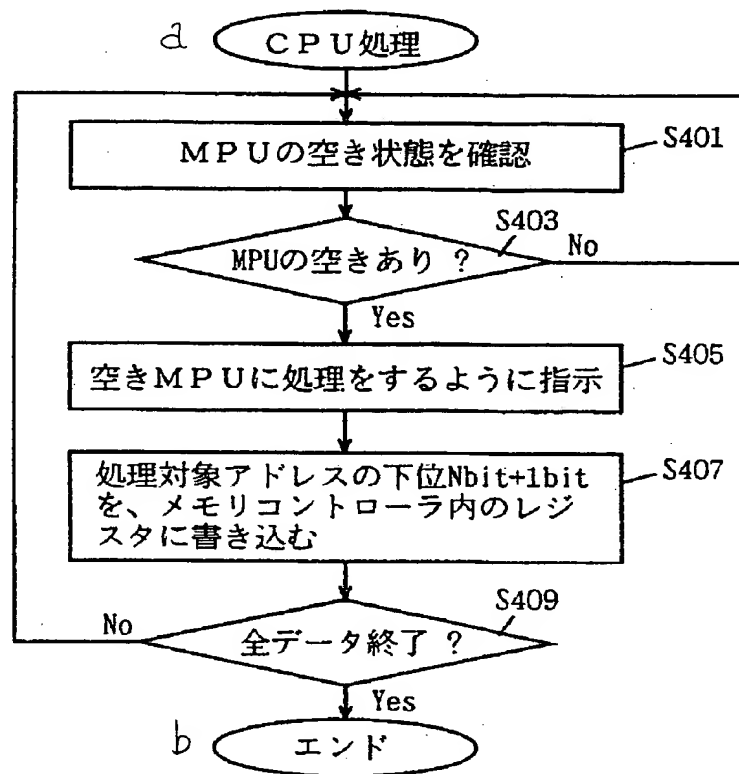 a
CPU処理
MPUの空き状態を確認
S401
S403
MPUの空きあり ?
No
Yes
空きMPUに処理をするように指示
S405
処理対象アドレスの下位Nbit+1bit
を、メモリコントローラ内のレジ
スタに書き込む
S407
S409
No
全データ終了 ?
Yes
b
エンド